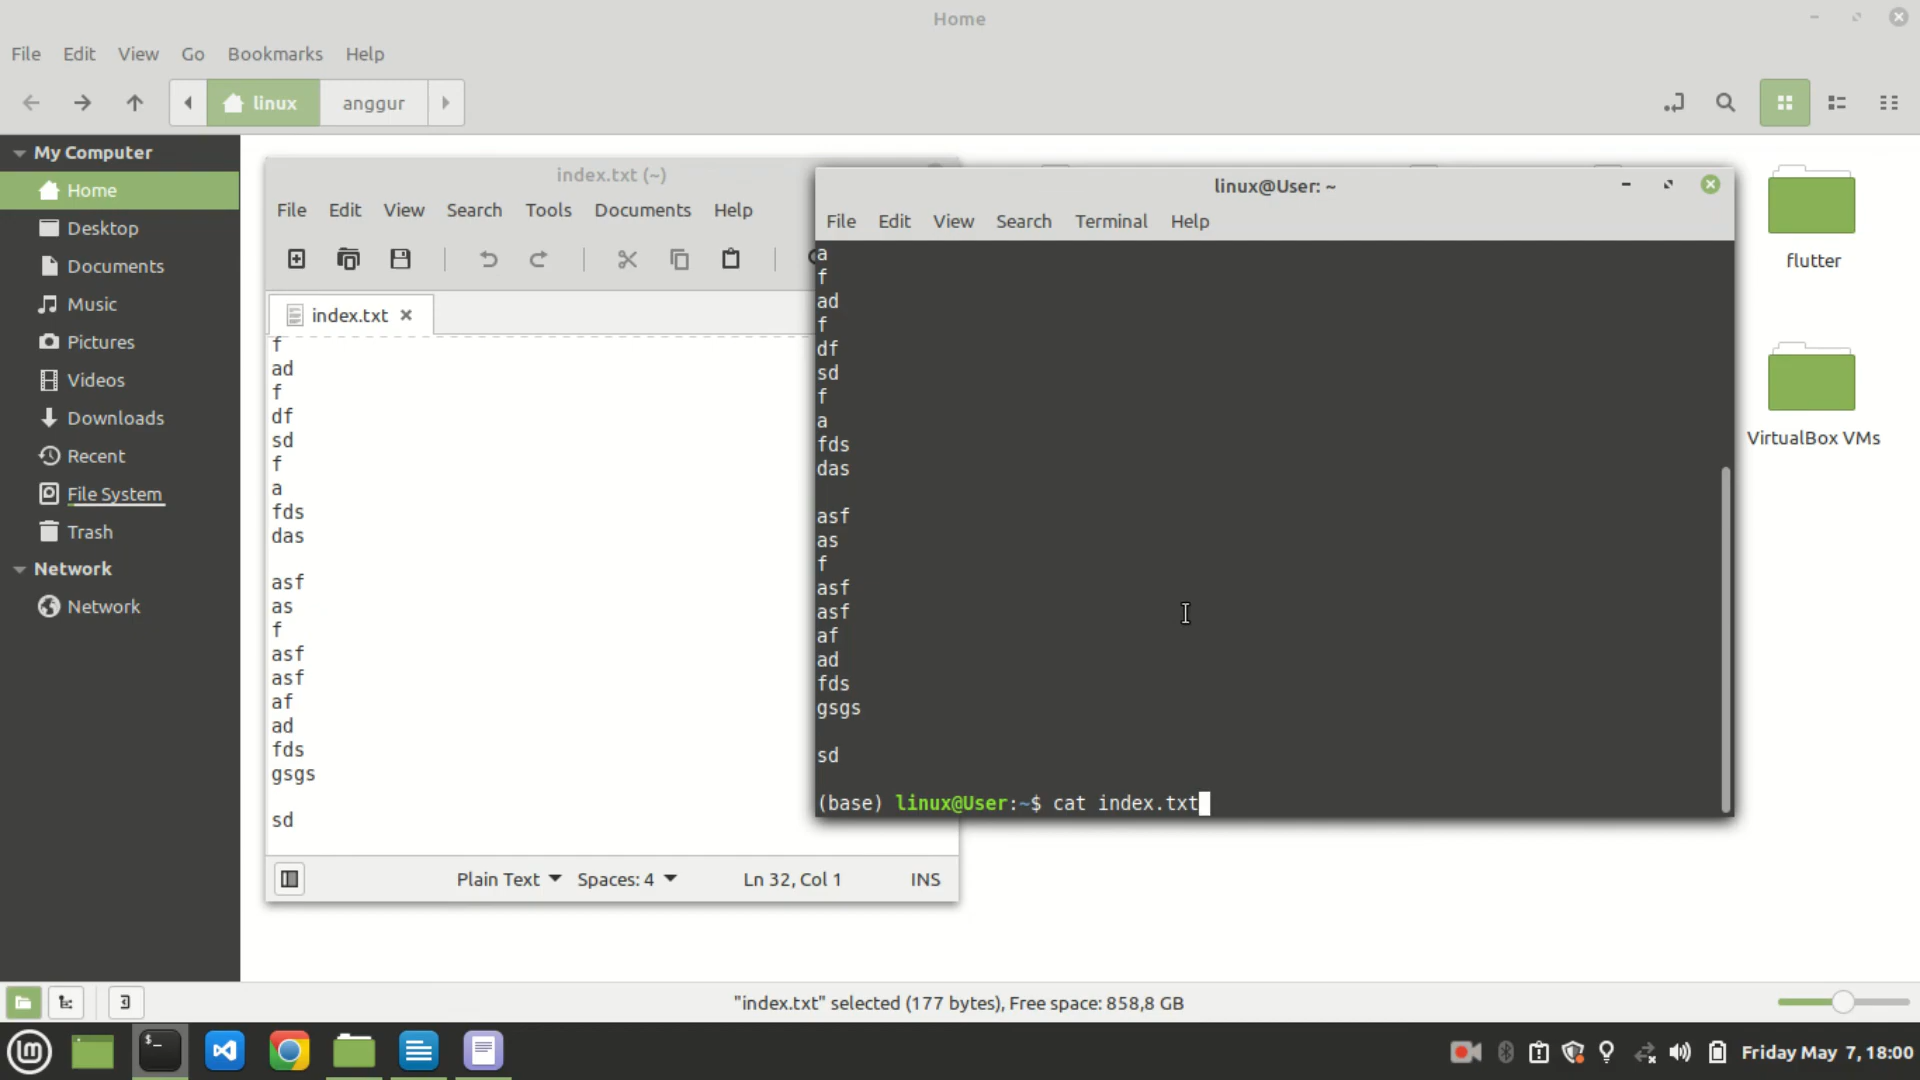 Home
File Edit View Go Bookmarks Help
linux anggur
My Computer
Home
Desktop
Documents
Music
Pictures
Videos
Downloads
Recent
File System
Trash
Network
Network
index.txt (~)
File Edit View Search Tools Documents Help
index.txt
f
ad
f
df
sd
f
a
fds
das
asf
as
f
asf
asf
af
ad
fds
gsgs
sd
Plain Text Spaces: 4 Ln 32, Col 1 INS
linux@User: ~
File Edit View Search Terminal Help
a
f
ad
f
df
sd
f
a
fds
das
asf
as
f
asf
asf
af
ad
fds
gsgs
sd
(base) linux@User:~$ cat index.txt
flutter
VirtualBox VMs
"index.txt" selected (177 bytes), Free space: 858,8 GB
Friday May 7, 18:00